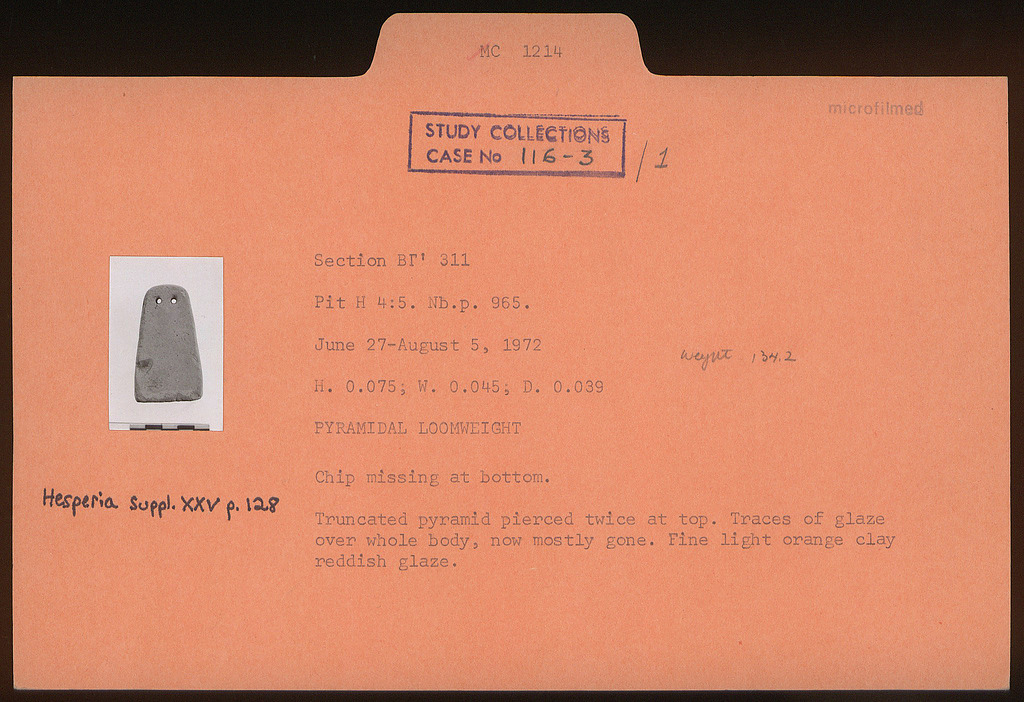 MC 1214
microfilmed
STUDY COLLECTIONS
CASE No 116-3 /1
Section ΒΓ' 311
Pit H 4:5. Nb.p. 965.
June 27-August 5, 1972
weight 134.2
H. 0.075; W. 0.045; D. 0.039
PYRAMIDAL LOOMWEIGHT
Chip missing at bottom.
Hesperia Suppl. XXV p. 128
Truncated pyramid pierced twice at top. Traces of glaze
over whole body, now mostly gone. Fine light orange clay
reddish glaze.